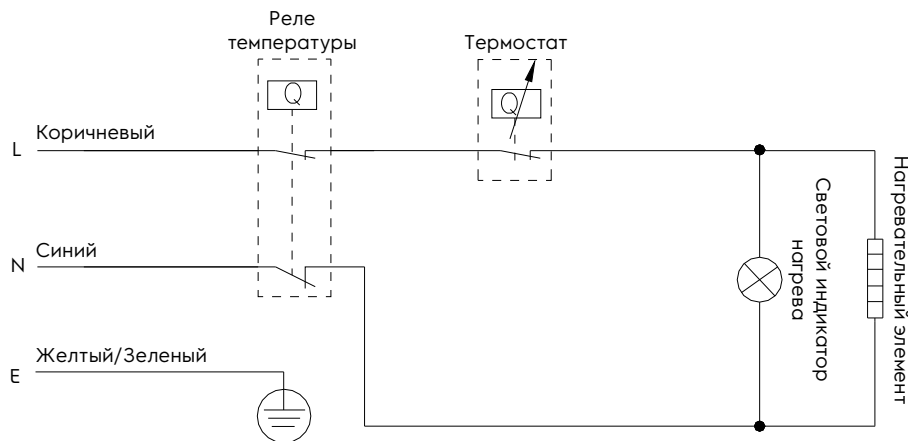 Реле
температуры
Термостат
Q
Q
L
Коричневый
N
Синий
E
Желтый/Зеленый
Световой индикатор
нагрева
Нагревательный элемент